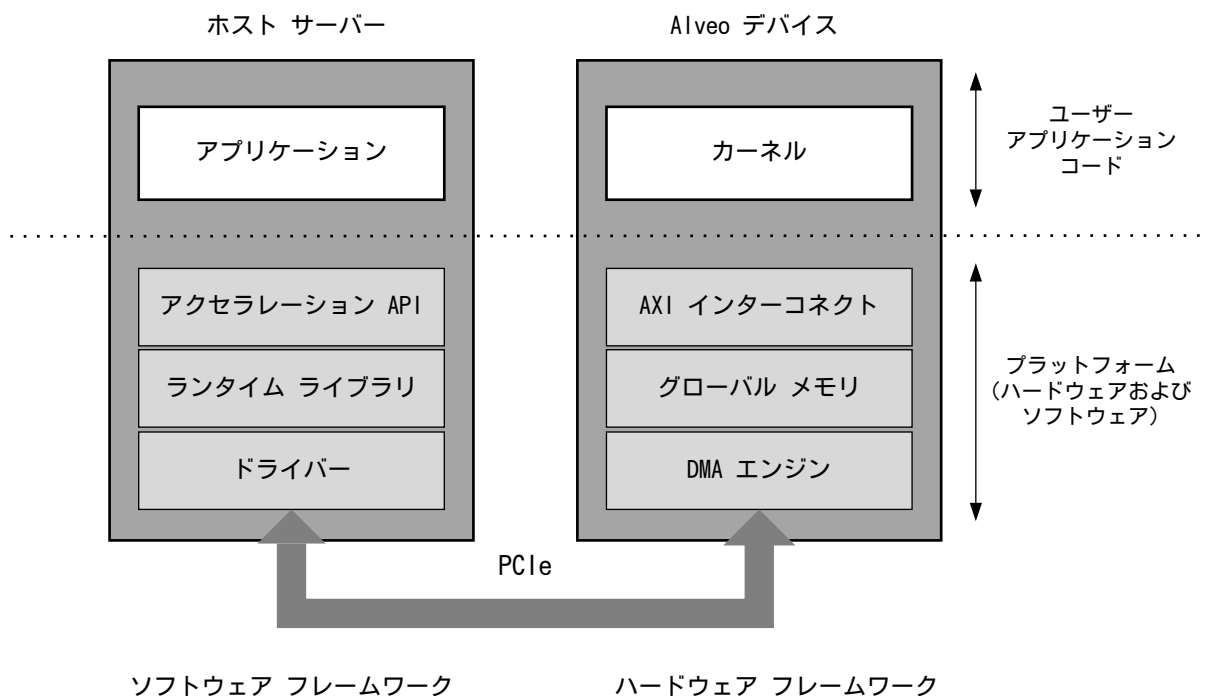 ホスト サーバー
Alveo デバイス
アプリケーション
カーネル
ユーザー
アプリケーション
コード
アクセラレーション API
AXI インターコネクト
ランタイム ライブラリ
グローバル メモリ
プラットフォーム
(ハードウェアおよび
ソフトウェア)
ドライバー
DMA エンジン
PCIe
ソフトウェア フレームワーク
ハードウェア フレームワーク